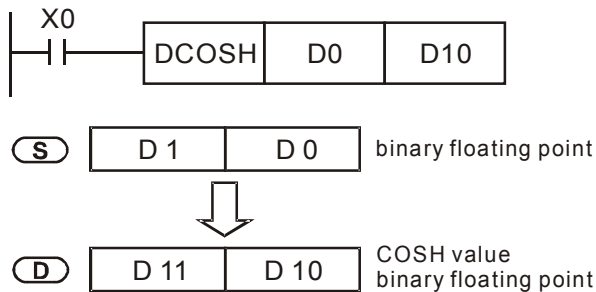 X0
DCOSH D0 D10
S D 1 D 0 binary floating point
D D 11 D 10 COSH value
binary floating point